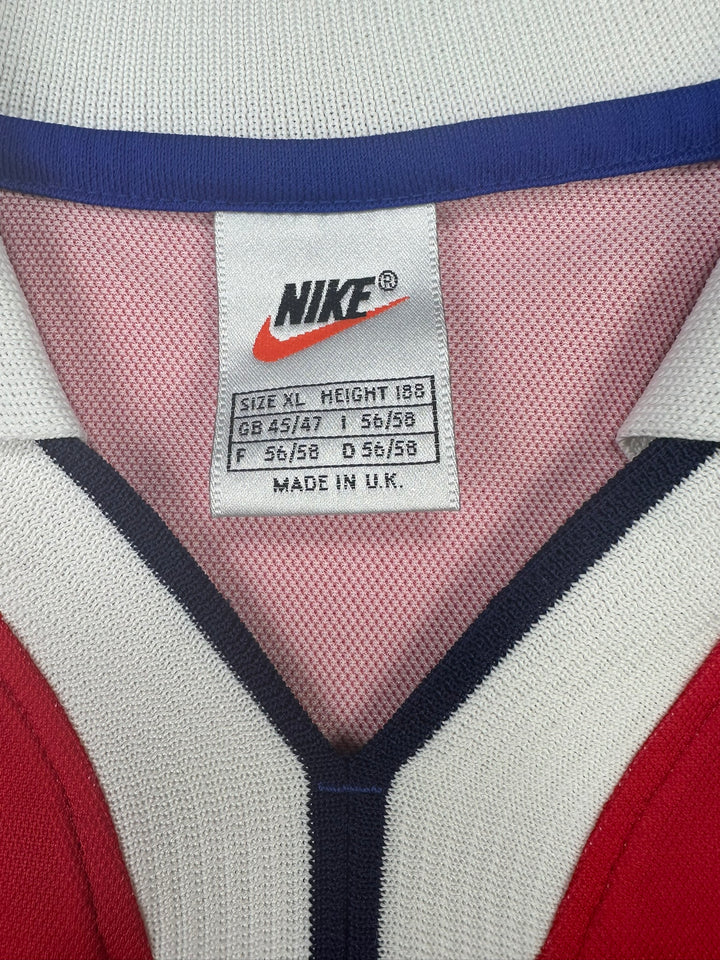 NIKE®
SIZE XL HEIGHT 188
GB 45/47 I 56/58
F 56/58 D 56/58
MADE IN U.K.